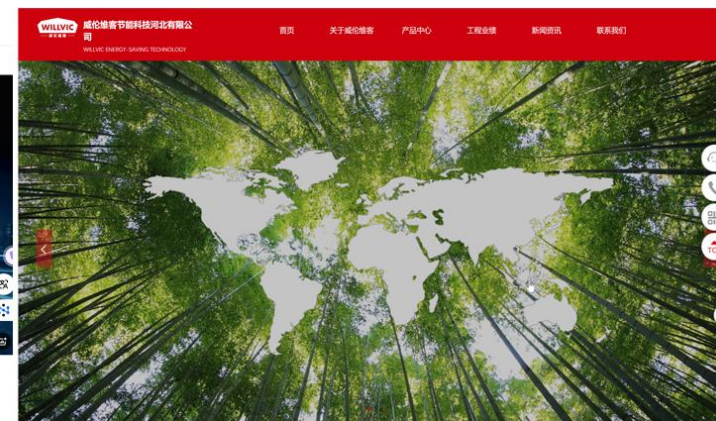 WILLVIC
威伦维客节能科技河北有限公
司
WILLVIC ENERGY-SAVING TECHNOLOGY
首页 关于威伦维客 产品中心 工程业绩 新闻资讯 联系我们